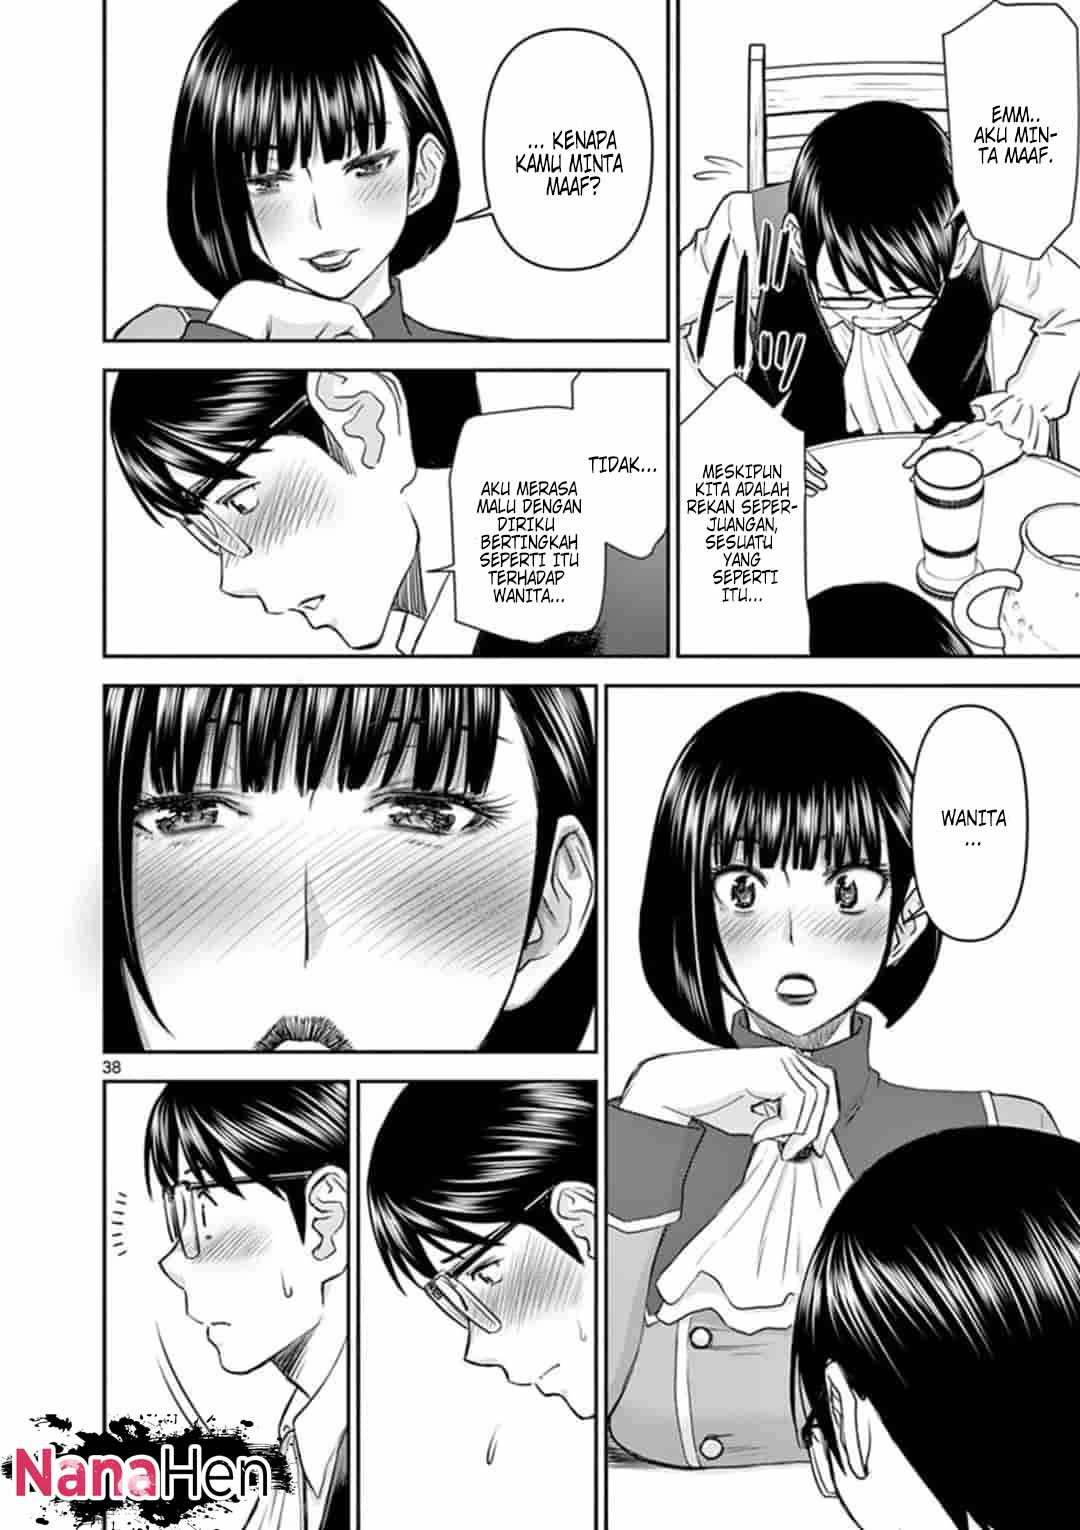 EMM..
AKU MIN-
TA MAAF.
MESKIPUN
KITA ADALAH
REKAN SEPER-
JUANGAN,
SESUATU
YANG
SEPERTI
ITU...
... KENAPA
KAMU MINTA
MAAF?
TIDAK...
AKU MERASA
MALU DENGAN
DIRIKU
BERTINGKAH
SEPERTI ITU
TERHADAP
WANITA...
WANITA
...
38
NanaHen